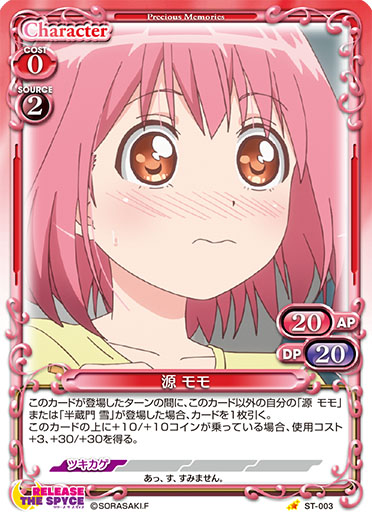 Precious Memories
Character
COST
0
SOURCE
2
20 AP
DP 20
源 モモ
このカードが登場したターンの間に、このカード以外の自分の「源 モモ」
または「半蔵門 雪」が登場した場合、カードを1枚引く。
このカードの上に+10/+10コインが乗っている場合、使用コスト
+3、+30/+30を得る。
ツキカゲ
あっ、す、すみません。
RELEASE
THE SPYCE
©SORASAKI.F
ST-003